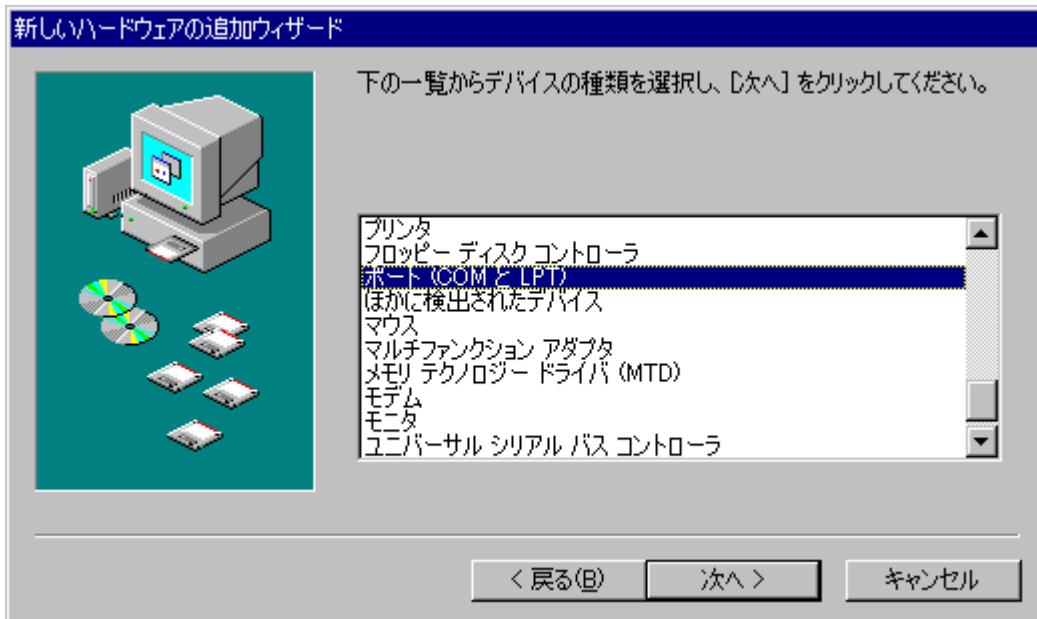 新しいハードウェアの追加ウィザード
下の一覧からデバイスの種類を選択し、[次へ] をクリックしてください。
プリンタ
フロッピー ディスク コントローラ
ポート (COM と LPT)
ほかに検出されたデバイス
マウス
マルチファンクション アダプタ
メモリ テクノロジー ドライバ (MTD)
モデム
モニタ
ユニバーサル シリアル バス コントローラ
< 戻る(B)
次へ >
キャンセル